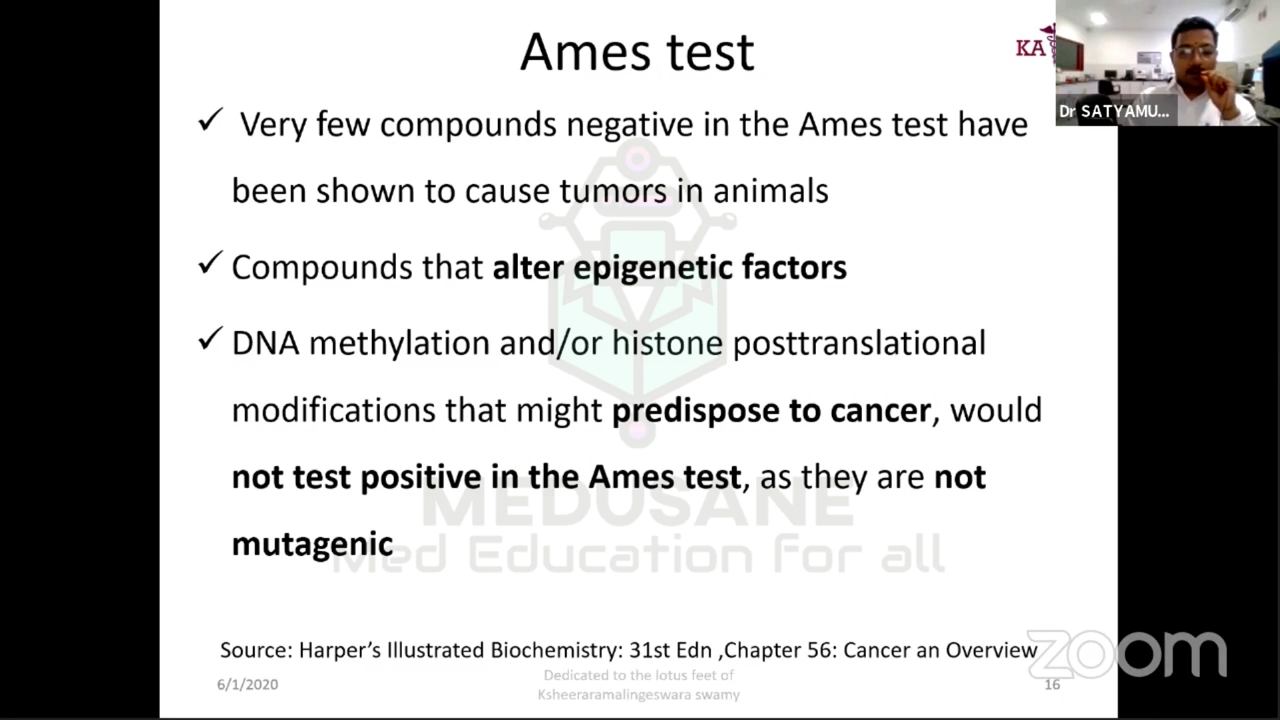 Ames test
KA
Dr SATYAMU...
✓ Very few compounds negative in the Ames test have
been shown to cause tumors in animals
✓ Compounds that alter epigenetic factors
✓ DNA methylation and/or histone posttranslational
modifications that might predispose to cancer, would
not test positive in the Ames test, as they are not
mutagenic
MEDUSANE
Med Education for all
Source: Harper's Illustrated Biochemistry: 31st Edn ,Chapter 56: Cancer an Overview
zoom
6/1/2020
Dedicated to the lotus feet of
Ksheeraramalingeswara swamy
16